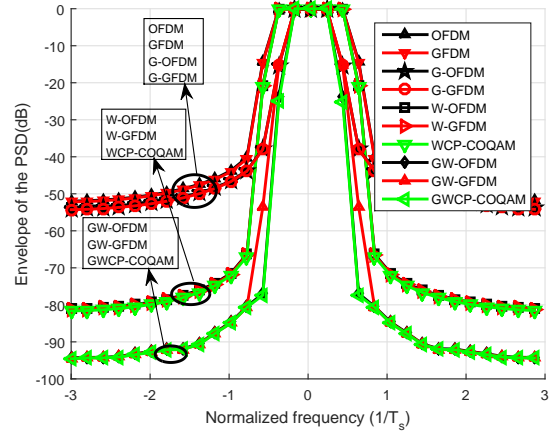 Envelope of the PSD(dB)
0
-10
-20
-30
-40
-50
-60
-70
-80
-90
-100
OFDM
GFDM
G-OFDM
G-GFDM
W-OFDM
W-GFDM
WCP-COQAM
GW-OFDM
GW-GFDM
GWCP-COQAM
OFDM
GFDM
G-OFDM
G-GFDM
W-OFDM
W-GFDM
WCP-COQAM
GW-OFDM
GW-GFDM
GWCP-COQAM
-3
-2
-1
0
1
2
3
Normalized frequency (1/T_s)